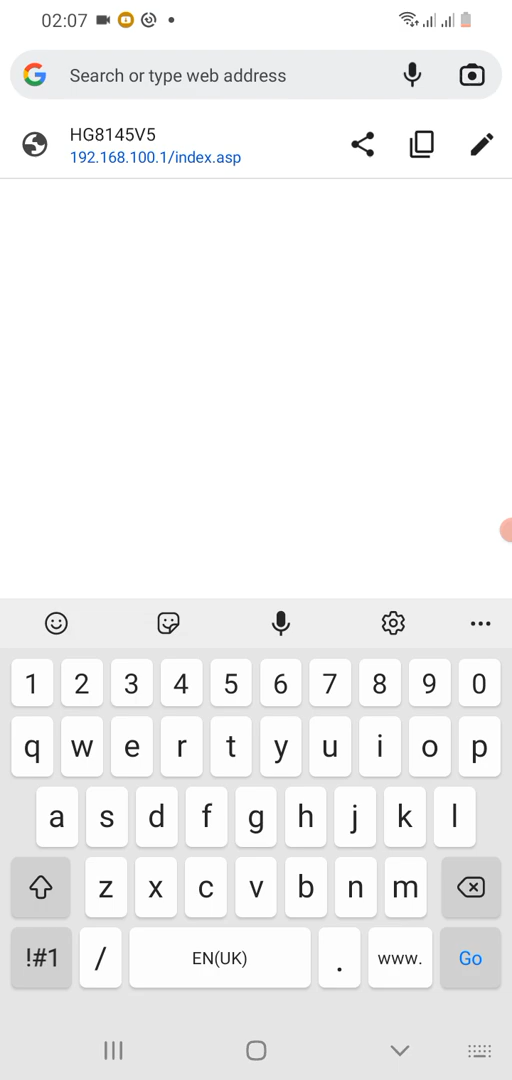 02:07
Search or type web address
HG8145V5
192.168.100.1/index.asp
1 2 3 4 5 6 7 8 9 0
q w e r t y u i o p
a s d f g h j k l
z x c v b n m
!#1 / EN(UK) . www. Go